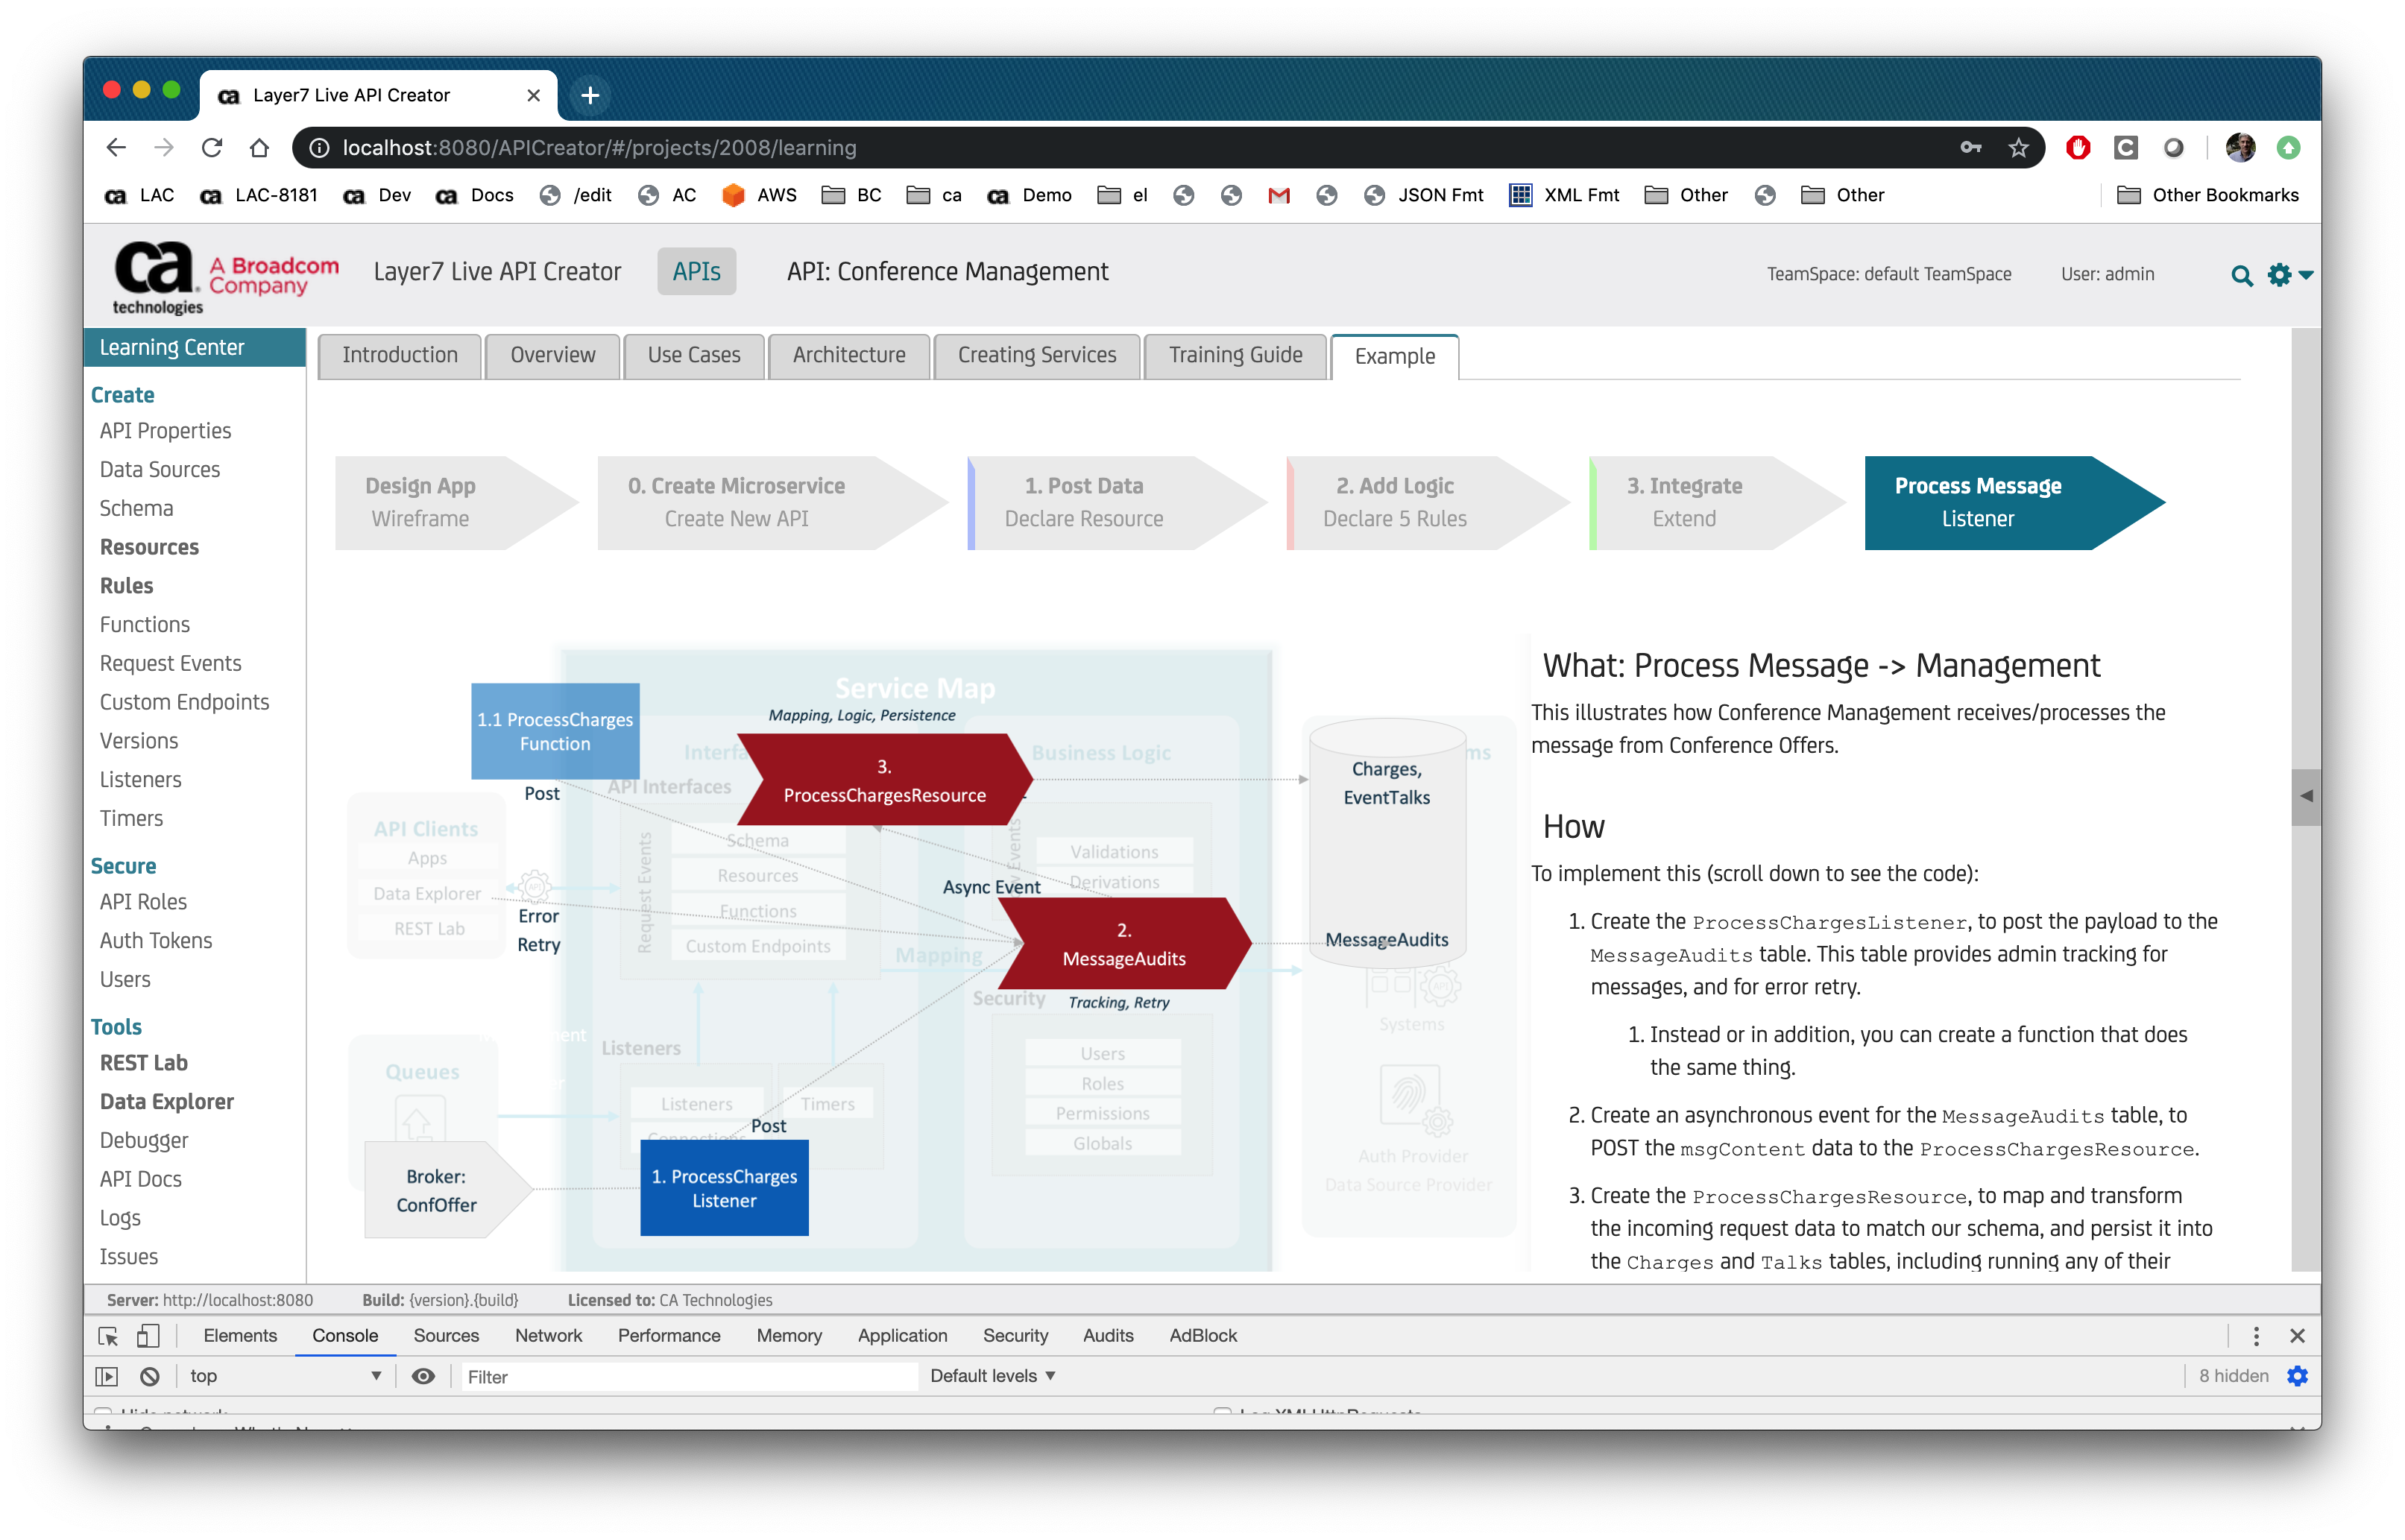 Layer7 Live API Creator
localhost:8080/APICreator/#/projects/2008/learning
LAC LAC-8181 Dev Docs /edit AC AWS BC ca Demo el JSON Fmt XML Fmt Other Other Other Bookmarks
ca technologies A Broadcom Company
Layer7 Live API Creator APIs API: Conference Management TeamSpace: default TeamSpace User: admin
Learning Center
Create
API Properties
Data Sources
Schema
Resources
Rules
Functions
Request Events
Custom Endpoints
Versions
Listeners
Timers
Secure
API Roles
Auth Tokens
Users
Tools
REST Lab
Data Explorer
Debugger
API Docs
Logs
Issues
Introduction Overview Use Cases Architecture Creating Services Training Guide Example
Design App
Wireframe
0. Create Microservice
Create New API
1. Post Data
Declare Resource
2. Add Logic
Declare 5 Rules
3. Integrate
Extend
Process Message
Listener
Service Map
Mapping, Logic, Persistence
1.1 ProcessCharges
Function
Post
Business Logic
API Interfaces
3.
ProcessChargesResource
Charges,
EventTalks
API Clients
Apps
Data Explorer
REST Lab
Error
Retry
Request Events
Schema
Resources
Functions
Custom Endpoints
Validations
Derivations
Async Event
2.
MessageAudits
MessageAudits
Mapping
Security
Tracking, Retry
Systems
Users
Roles
Permissions
Globals
Auth Provider
Data Source Provider
Listeners
Queues
Listeners
Timers
Connections
Post
Broker:
ConfOffer
1. ProcessCharges
Listener
What: Process Message -> Management
This illustrates how Conference Management receives/processes the
message from Conference Offers.
How
To implement this (scroll down to see the code):
1. Create the ProcessChargesListener, to post the payload to the
MessageAudits table. This table provides admin tracking for
messages, and for error retry.
1. Instead or in addition, you can create a function that does
the same thing.
2. Create an asynchronous event for the MessageAudits table, to
POST the msgContent data to the ProcessChargesResource.
3. Create the ProcessChargesResource, to map and transform
the incoming request data to match our schema, and persist it into
the Charges and Talks tables, including running any of their
Server: http://localhost:8080 Build: {version}.{build} Licensed to: CA Technologies
Elements Console Sources Network Performance Memory Application Security Audits AdBlock
top Filter Default levels 8 hidden